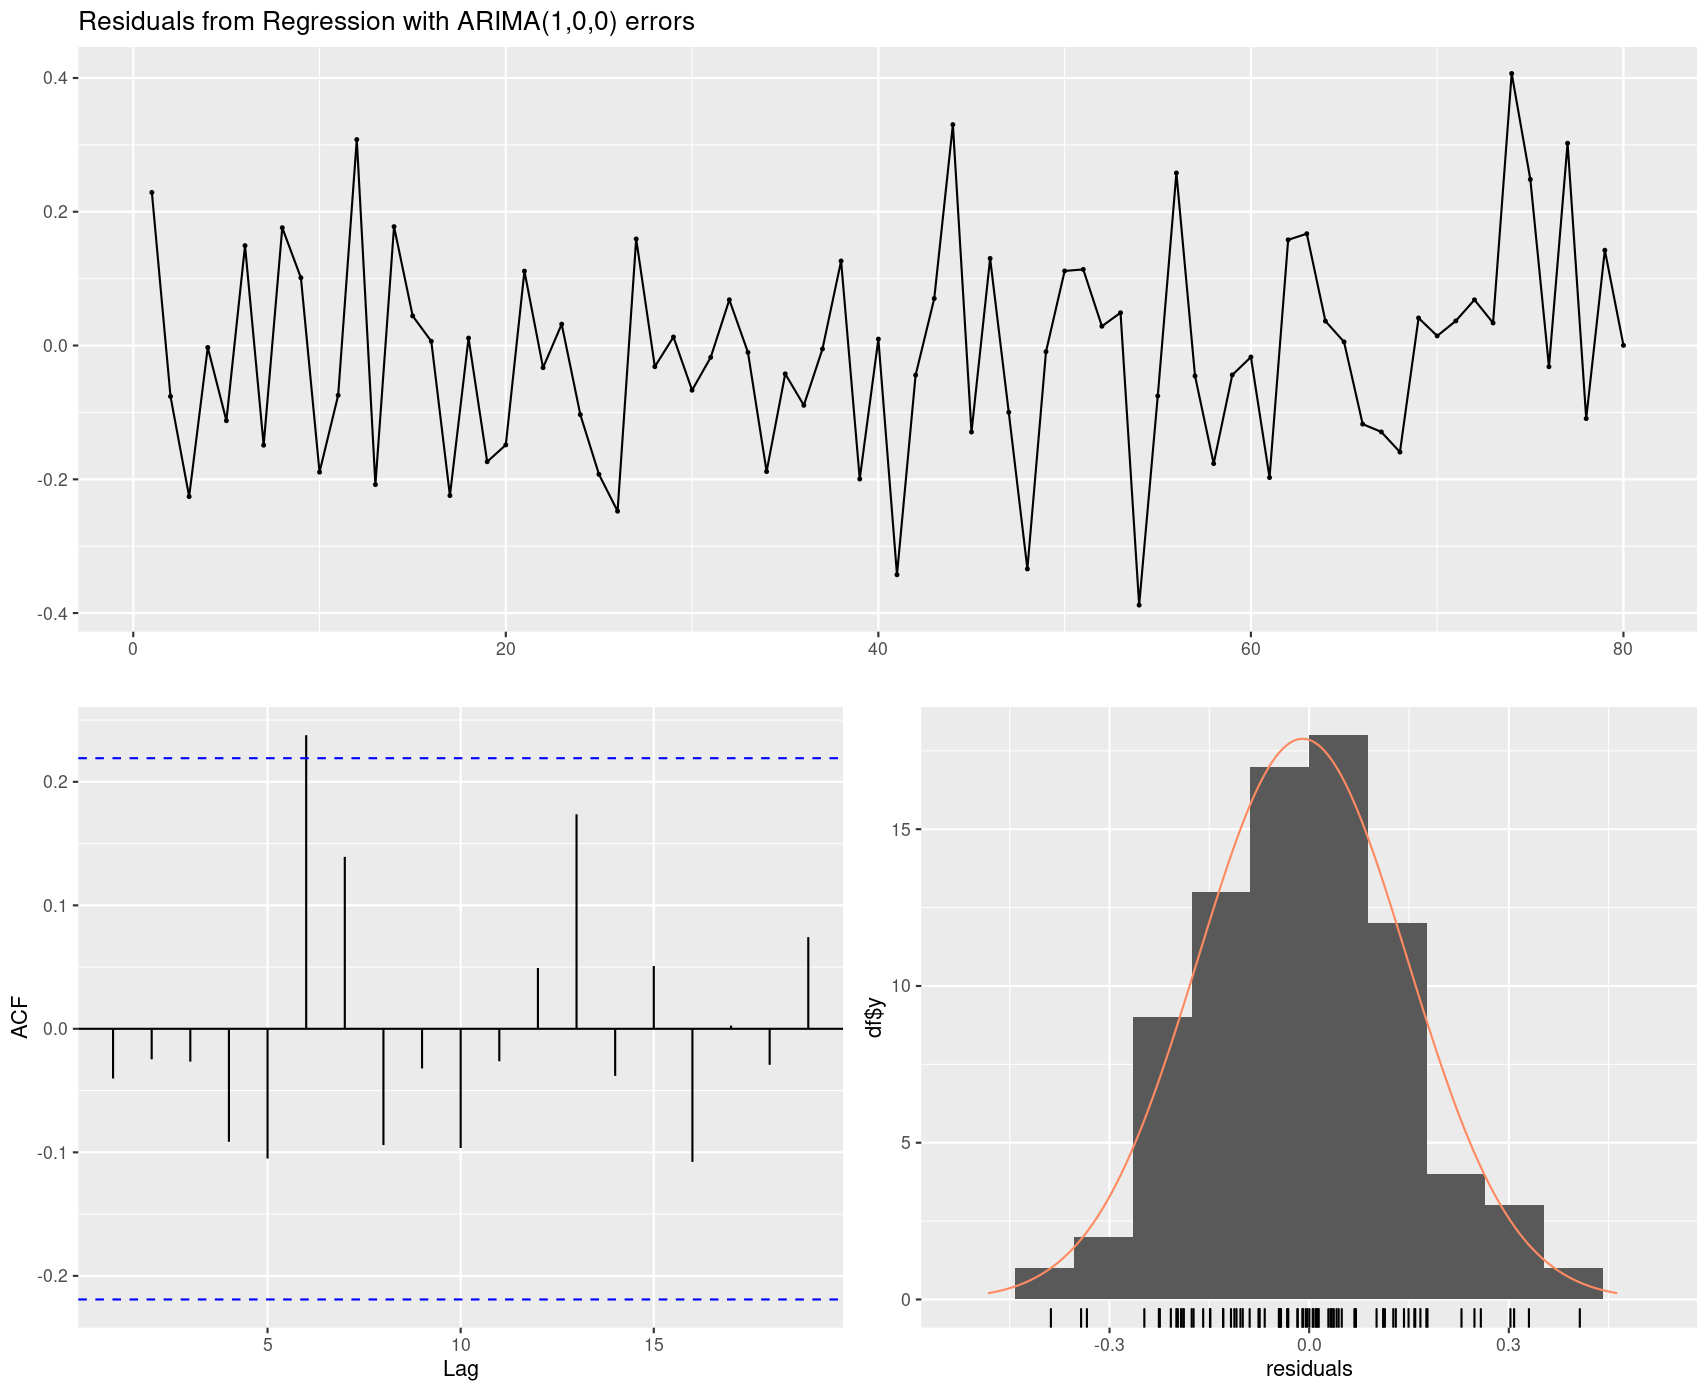 Residuals from Regression with ARIMA(1,0,0) errors
0.4
0.2
0.0
-0.2
-0.4
0 20 40 60 80
ACF
0.2
0.1
0.0
-0.1
-0.2
5 10 15
Lag
df$y
15
10
5
0
-0.3 0.0 0.3
residuals